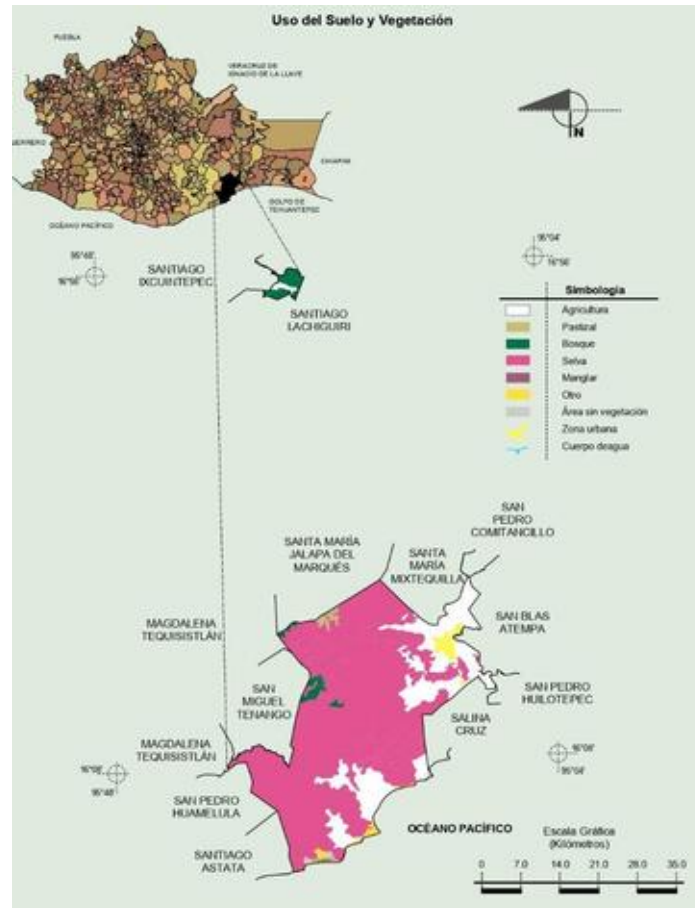 Uso del Suelo y Vegetación
PUEBLA
VERACRUZ DE
IGNACIO DE LA LLAVE
GUERRERO
CHIAPAS
GOLFO DE
TEHUANTEPEC
OCÉANO PACÍFICO
N
SANTIAGO
IXCUINTEPEC
SANTIAGO
LACHIGUIRI
Simbología
Agricultura
Pastizal
Bosque
Selva
Manglar
Otro
Área sin vegetación
Zona urbana
Cuerpo deagua
SAN
PEDRO
COMITANCILLO
SANTA MARÍA
JALAPA DEL
MARQUÉS
SANTA
MARÍA
MIXTEQUILLA
MAGDALENA
TEQUISISTLÁN
SAN BLAS
ATEMPA
SAN
MIGUEL
TENANGO
SAN PEDRO
HUILOTEPEC
SALINA
CRUZ
MAGDALENA
TEQUISISTLÁN
SAN PEDRO
HUAMELULA
SANTIAGO
ASTATA
OCÉANO PACÍFICO
Escala Gráfica
(Kilómetros)
0 7.0 14.0 21.0 28.0 35.0